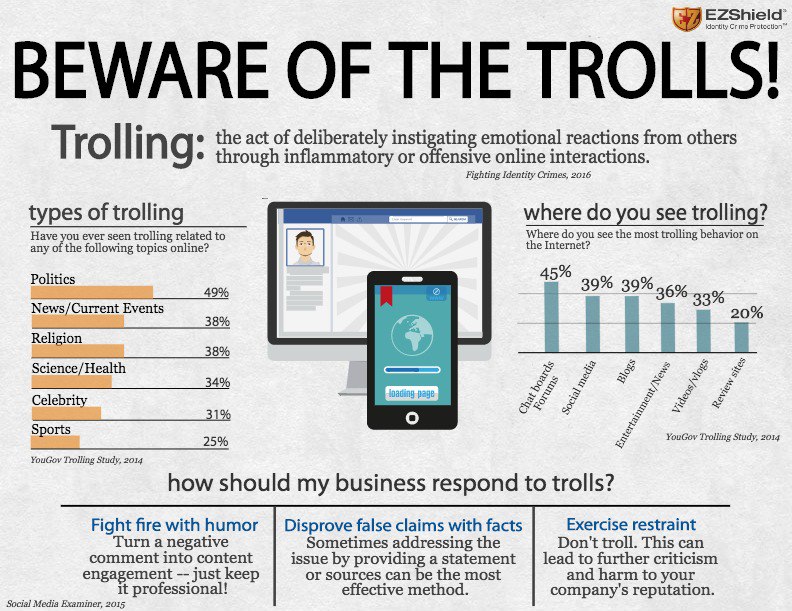 EZShield™
Identity Crime Protection™
BEWARE OF THE TROLLS!
Trolling: the act of deliberately instigating emotional reactions from others
through inflammatory or offensive online interactions.
Fighting Identity Crimes, 2016
types of trolling
Have you ever seen trolling related to
any of the following topics online?
Politics
49%
News/Current Events
38%
Religion
38%
Science/Health
34%
Celebrity
31%
Sports
25%
YouGov Trolling Study, 2014
loading page
where do you see trolling?
Where do you see the most trolling behavior on
the Internet?
45%
39%
39%
36%
33%
20%
Chat boards
Forums
Social media
Blogs
Entertainment/News
Videos/vlogs
Review sites
YouGov Trolling Study, 2014
how should my business respond to trolls?
Fight fire with humor
Turn a negative
comment into content
engagement -- just keep
it professional!
Disprove false claims with facts
Sometimes addressing the
issue by providing a statement
or sources can be the most
effective method.
Exercise restraint
Don't troll. This can
lead to further criticism
and harm to your
company's reputation.
Social Media Examiner, 2015